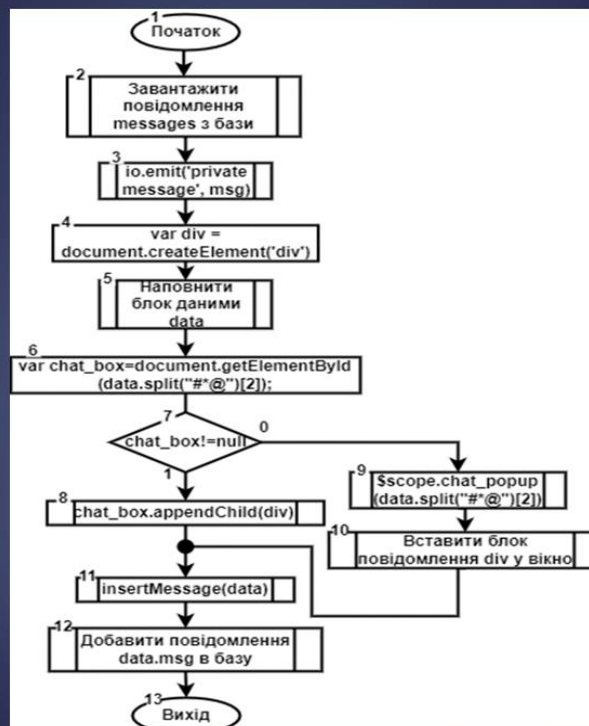 1
Початок
2
Завантажити
повідомлення
messages з бази
3
io.emit('private
message', msg)
4
var div =
document.createElement('div')
5
Наповнити
блок даними
data
6
var chat_box=document.getElementById
(data.split("#*@")[2]);
7
chat_box!=null
0
1
8
chat_box.appendChild(div)
9
$scope.chat_popup
(data.split("#*@")[2])
10
Вставити блок
повідомлення div у вікно
11
insertMessage(data)
12
Добавити повідомлення
data.msg в базу
13
Вихід